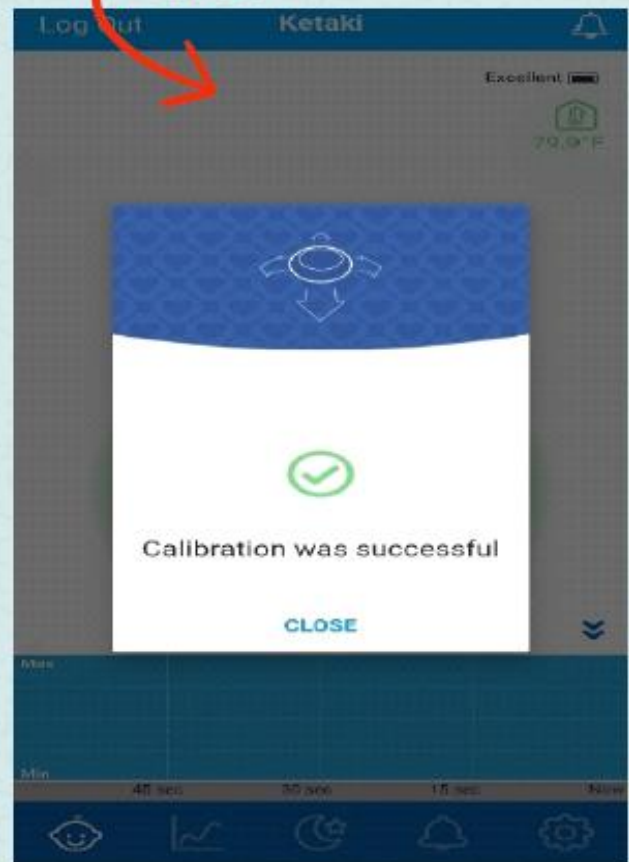 Log Out Ketaki
Excellent
79.9°F
Calibration was successful
CLOSE
Max
Min
45 sec 30 sec 15 sec Now